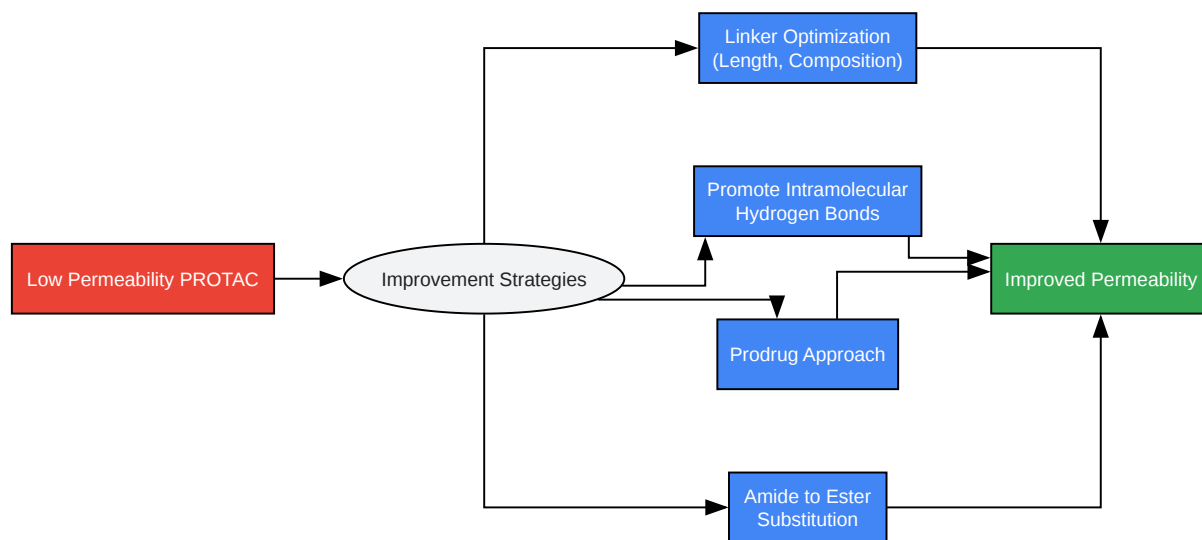 Linker Optimization
(Length, Composition)
Promote Intramolecular
Hydrogen Bonds
Low Permeability PROTAC
Improvement Strategies
Improved Permeability
Prodrug Approach
Amide to Ester
Substitution